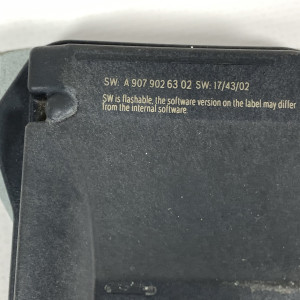 SW: A 907 902 63 02 SW: 17/43/02
SW is flashable, the software version on the label may differ
from the internal software.